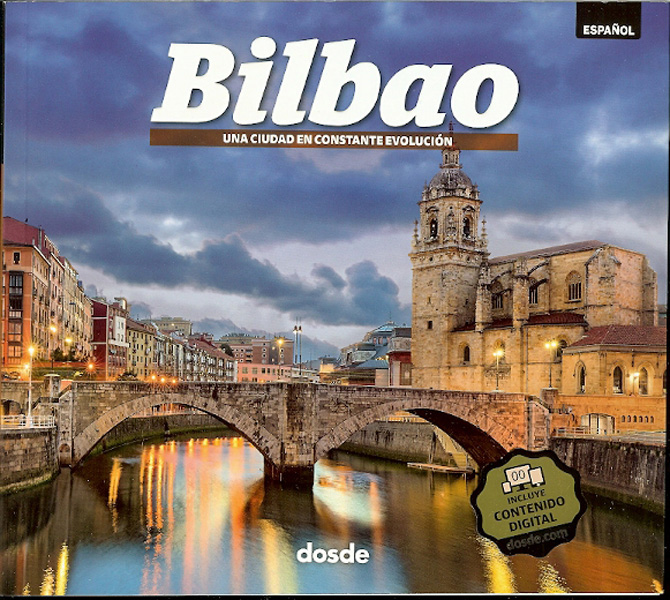 ESPAÑOL
Bilbao
UNA CIUDAD EN CONSTANTE EVOLUCIÓN
INCLUYE
CONTENIDO
DIGITAL
dosde.com
dosde